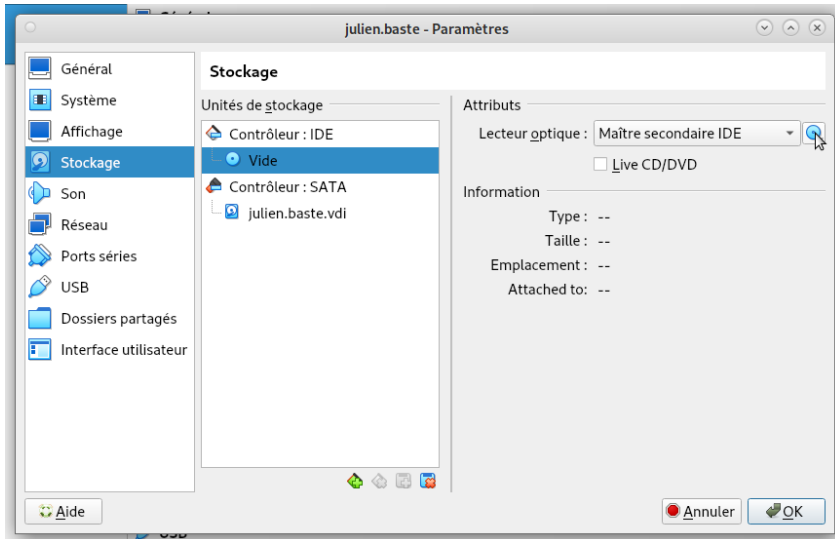 julien.baste - Paramètres
Général
Système
Affichage
Stockage
Son
Réseau
Ports séries
USB
Dossiers partagés
Interface utilisateur
Stockage
Unités de stockage
Contrôleur : IDE
Vide
Contrôleur : SATA
julien.baste.vdi
Attributs
Lecteur optique : Maître secondaire IDE
Live CD/DVD
Information
Type : --
Taille : --
Emplacement : --
Attached to: --
Aide
Annuler
OK